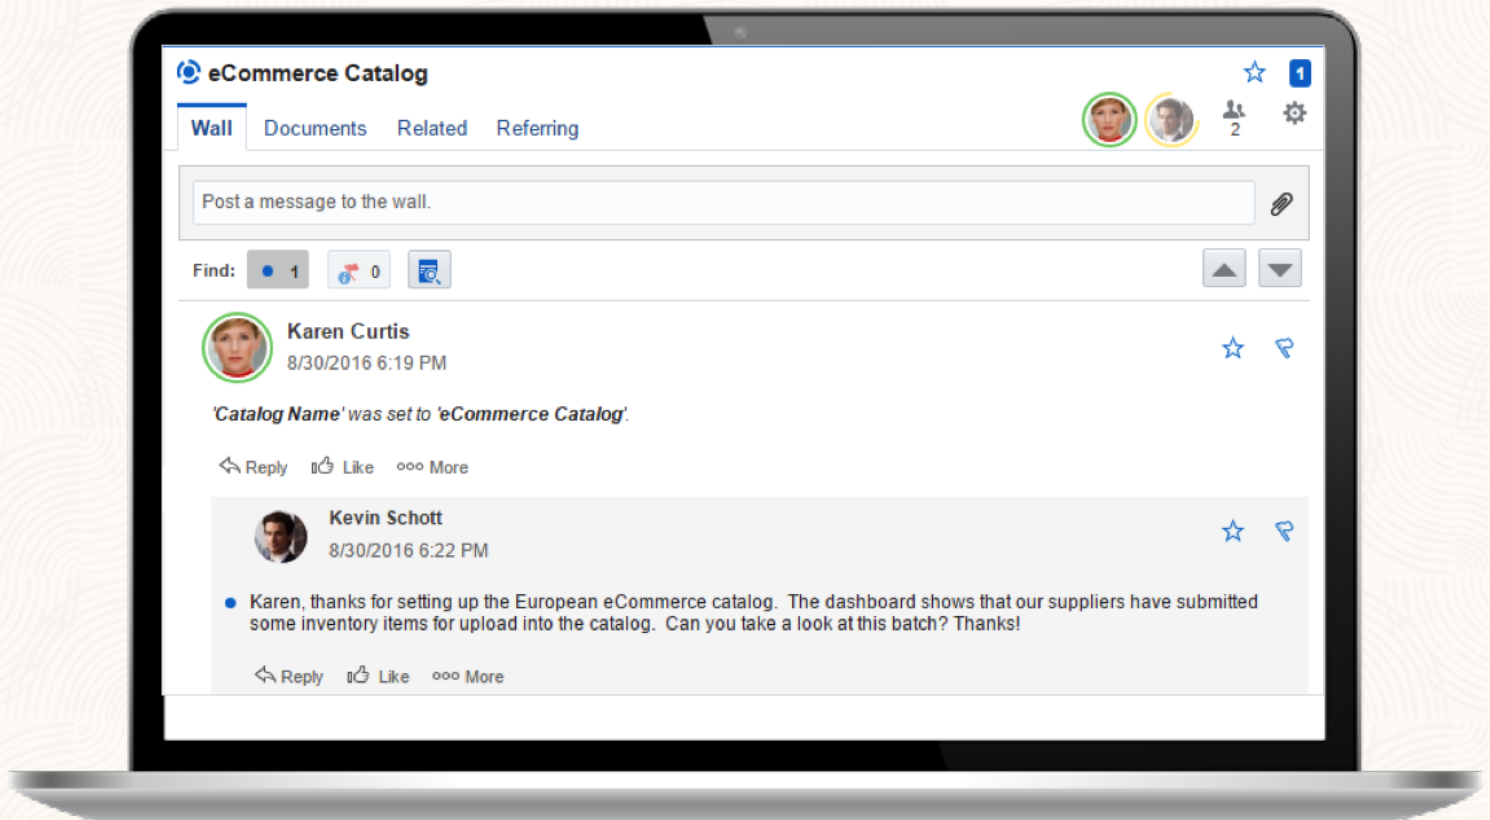 eCommerce Catalog
1
Wall Documents Related Referring
2
Post a message to the wall.
Find: 1 0
Karen Curtis
8/30/2016 6:19 PM
'Catalog Name' was set to 'eCommerce Catalog'.
Reply Like More
Kevin Schott
8/30/2016 6:22 PM
Karen, thanks for setting up the European eCommerce catalog.  The dashboard shows that our suppliers have submitted
some inventory items for upload into the catalog.  Can you take a look at this batch? Thanks!
Reply Like More